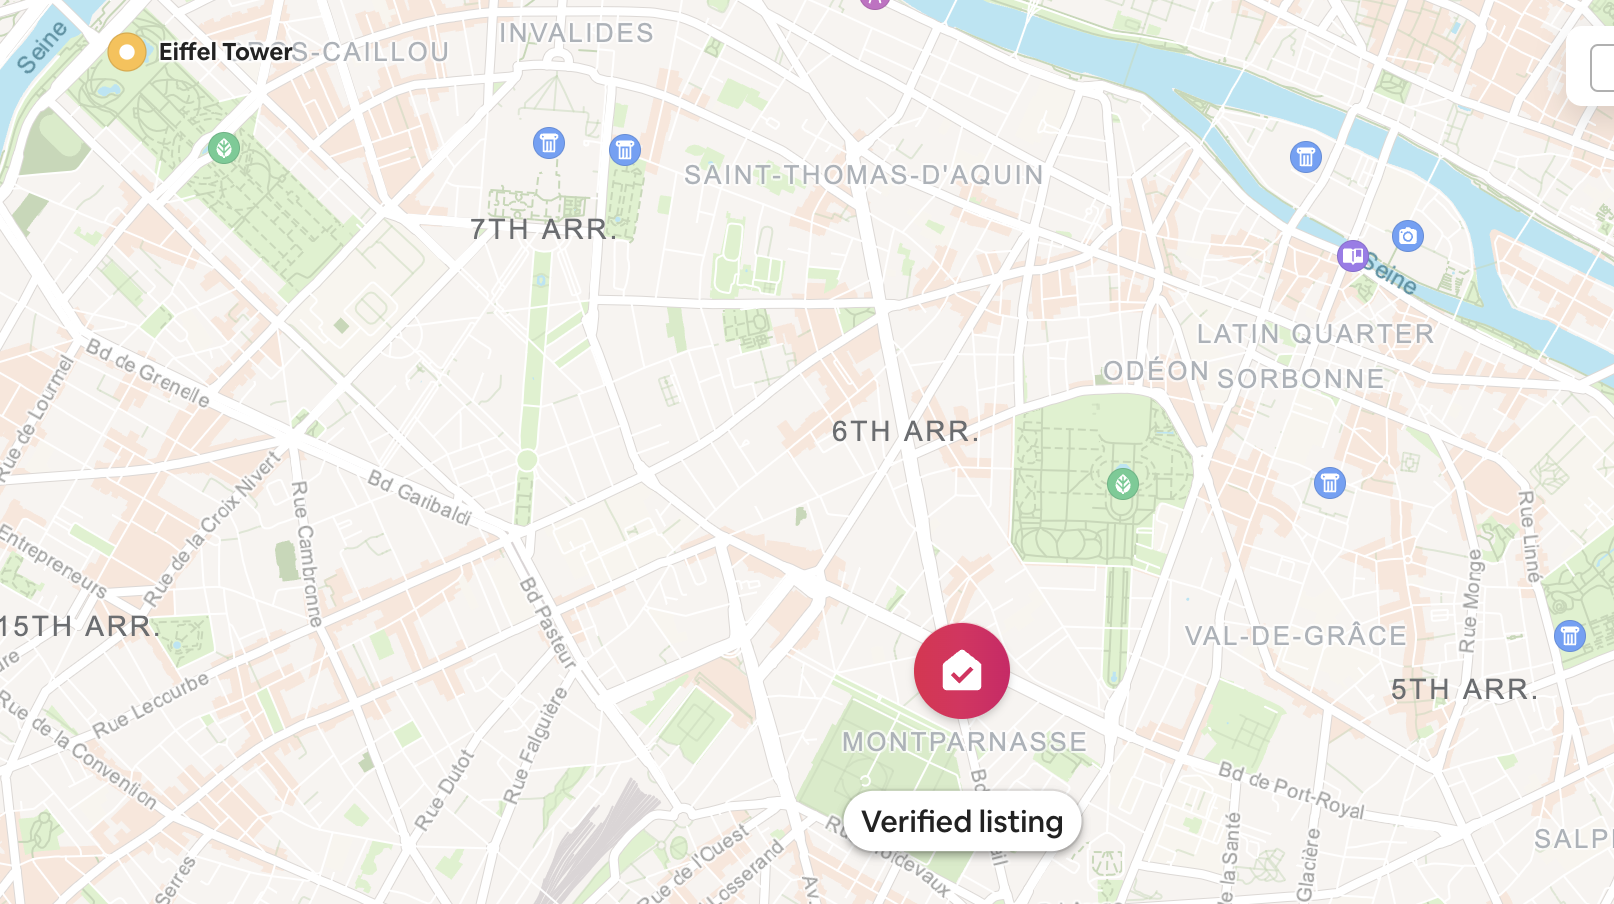 Seine
Eiffel Tower
S-CAILLOU
INVALIDES
SAINT-THOMAS-D'AQUIN
7TH ARR.
Seine
LATIN QUARTER
ODÉON
SORBONNE
Bd de Grenelle
Rue de Lourmel
6TH ARR.
Rue de la Croix Nivert
Bd Garibaldi
Rue Cambronne
Entrepreneurs
Rue Linné
Rue Monge
Bd Pasteur
15TH ARR.
VAL-DE-GRÂCE
5TH ARR.
Rue Lecourbe
Rue de la Convention
Rue Falguière
Rue Dutot
MONTPARNASSE
Bd de Port-Royal
Verified listing
SALP
Rue de l'Ouest
Losserand
Serres
Av.
Glacière
de la Santé